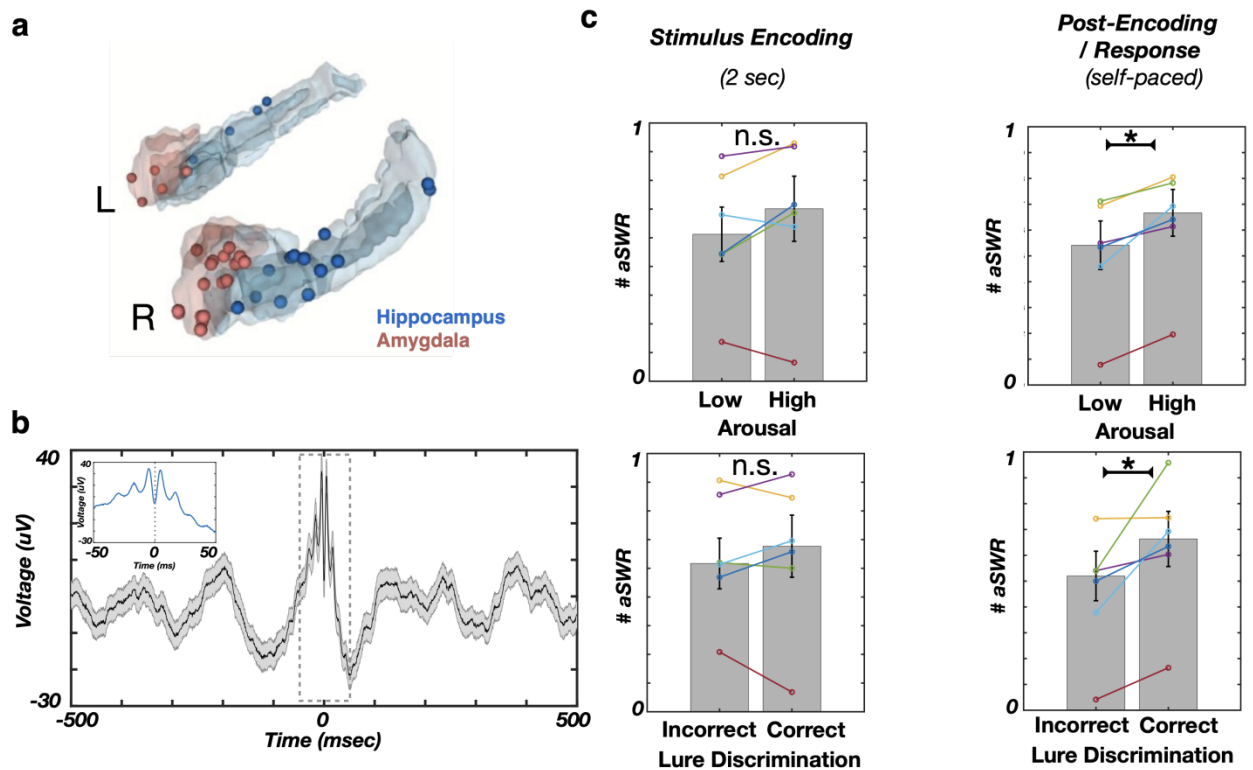 a
L
R
Hippocampus
Amygdala
b
40
Voltage (uV)
-30
-500
0
500
Time (msec)
40
Voltage (uV)
-30
-50
0
50
Time (ms)
c
Stimulus Encoding
(2 sec)
1
n.s.
# aSWR
0
Low
High
Arousal
Post-Encoding
/ Response
(self-paced)
1
*
# aSWR
0
Low
High
Arousal
1
n.s.
# aSWR
0
Incorrect Correct
Lure Discrimination
1
*
# aSWR
0
Incorrect Correct
Lure Discrimination